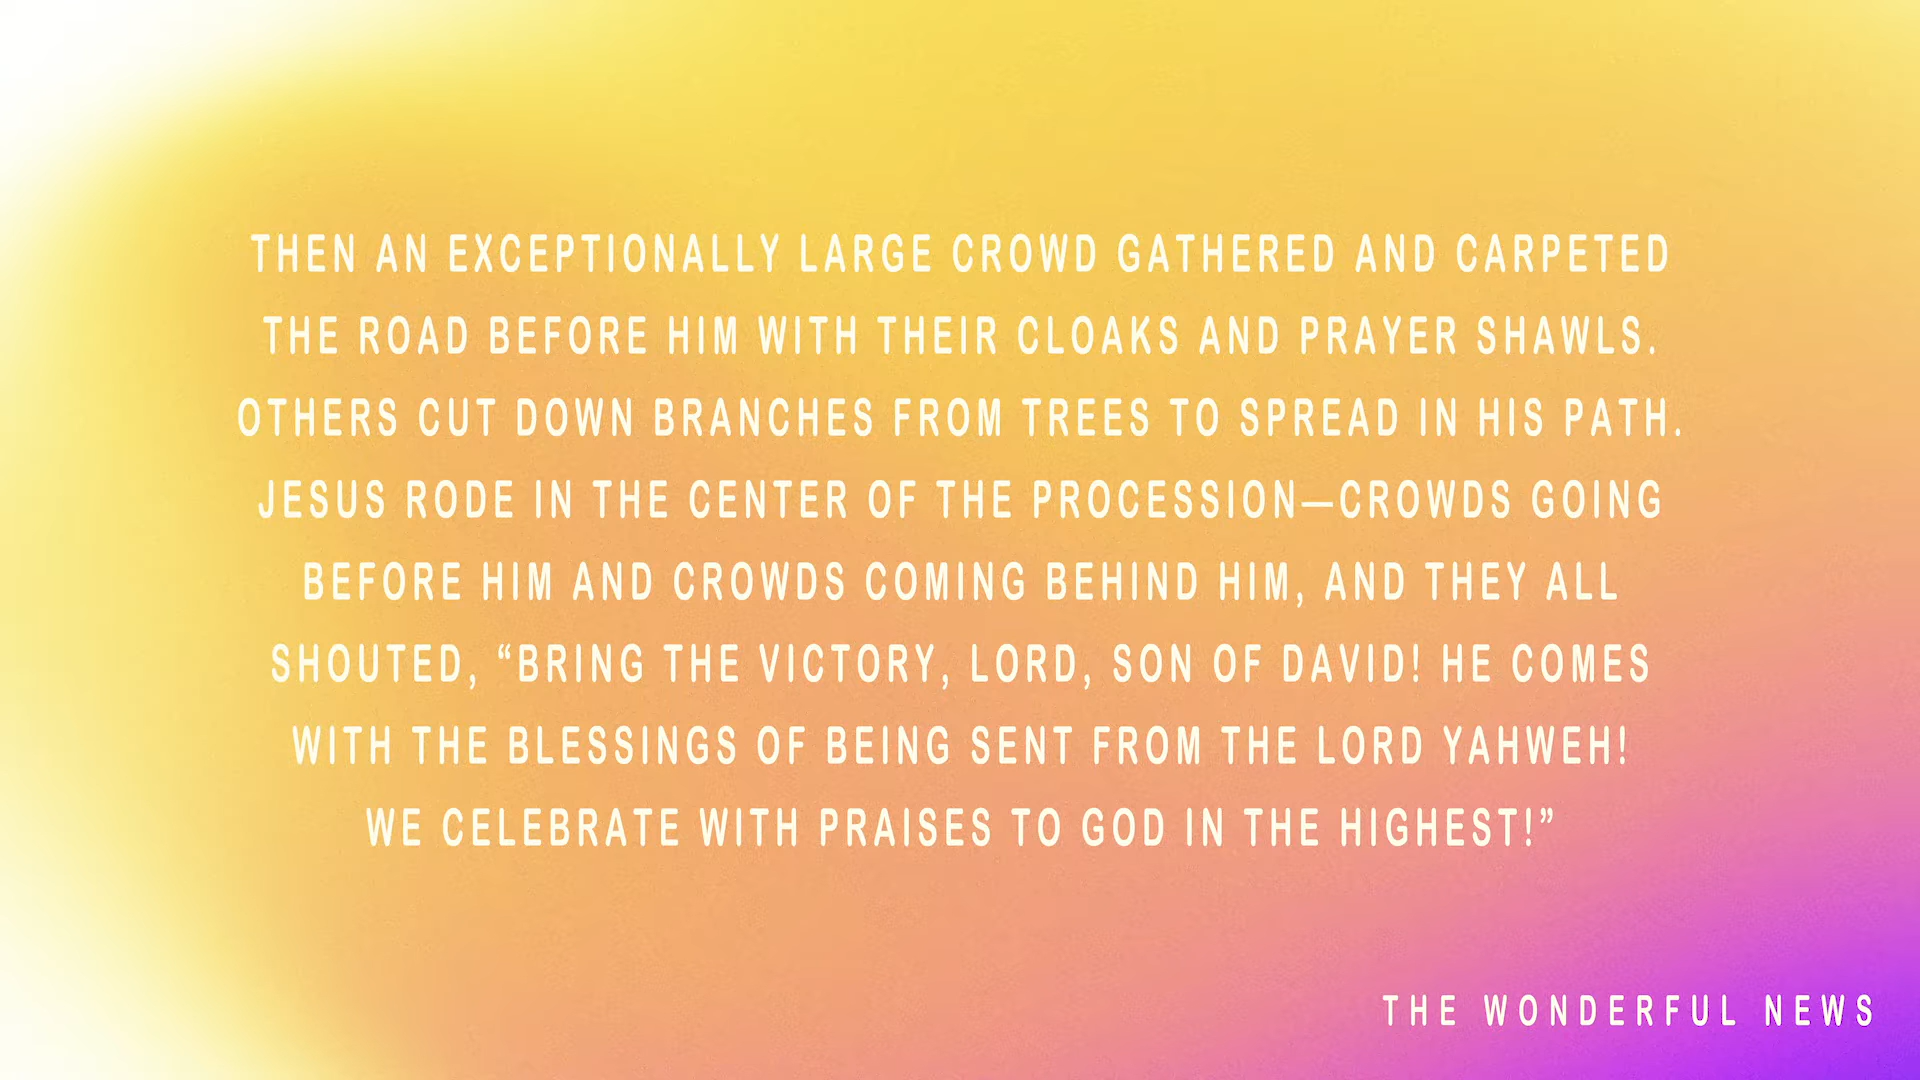 THEN AN EXCEPTIONALLY LARGE CROWD GATHERED AND CARPETED
THE ROAD BEFORE HIM WITH THEIR CLOAKS AND PRAYER SHAWLS.
OTHERS CUT DOWN BRANCHES FROM TREES TO SPREAD IN HIS PATH.
JESUS RODE IN THE CENTER OF THE PROCESSION—CROWDS GOING
BEFORE HIM AND CROWDS COMING BEHIND HIM, AND THEY ALL
SHOUTED, “BRING THE VICTORY, LORD, SON OF DAVID! HE COMES
WITH THE BLESSINGS OF BEING SENT FROM THE LORD YAHWEH!
WE CELEBRATE WITH PRAISES TO GOD IN THE HIGHEST!”
THE WONDERFUL NEWS